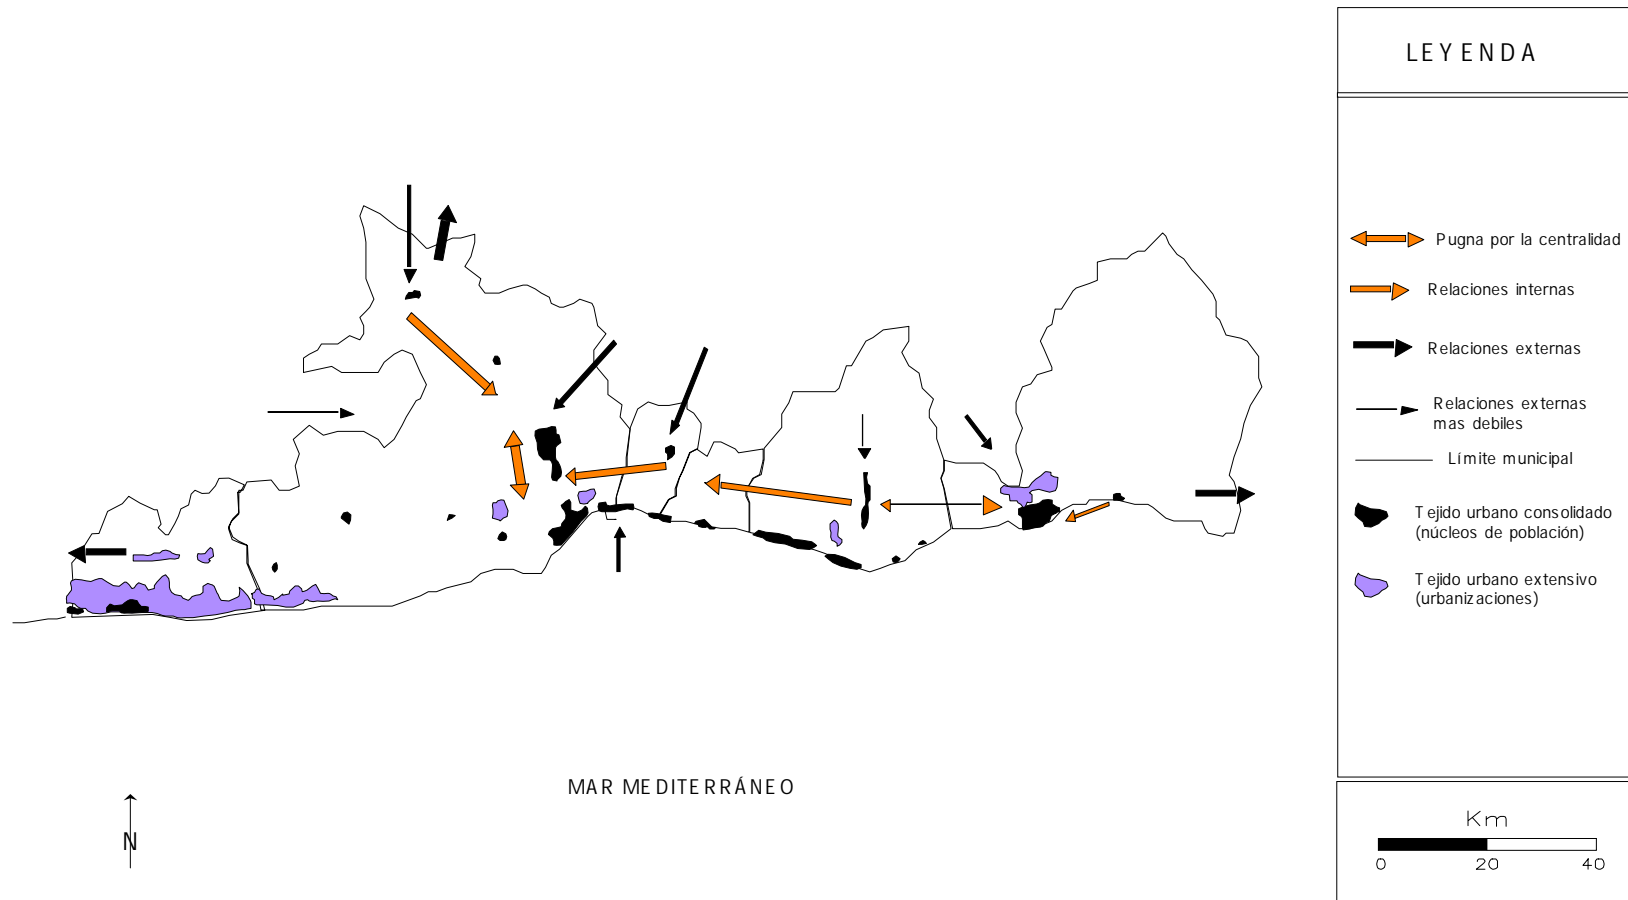 LEYENDA
Pugna por la centralidad
Relaciones internas
Relaciones externas
Relaciones externas
mas debiles
Límite municipal
Tejido urbano consolidado
(núcleos de población)
Tejido urbano extensivo
(urbanizaciones)
MAR MEDITERRÁNEO
N
Km
0 20 40